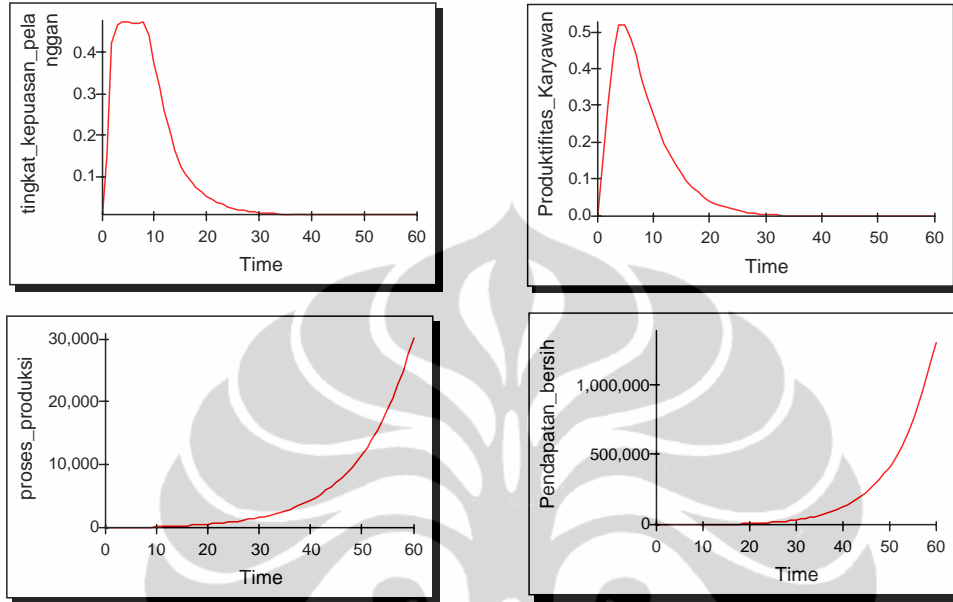 tingkat_kepuasan_pela
nggan
0.4
0.3
0.2
0.1
0 10 20 30 40 50 60
Time
Produktifitas_Karyawan
0.5
0.4
0.3
0.2
0.1
0.0
0 10 20 30 40 50 60
Time
proses_produksi
30,000
20,000
10,000
0
0 10 20 30 40 50 60
Time
Pendapatan_bersih
1,000,000
500,000
0
0 10 20 30 40 50 60
Time